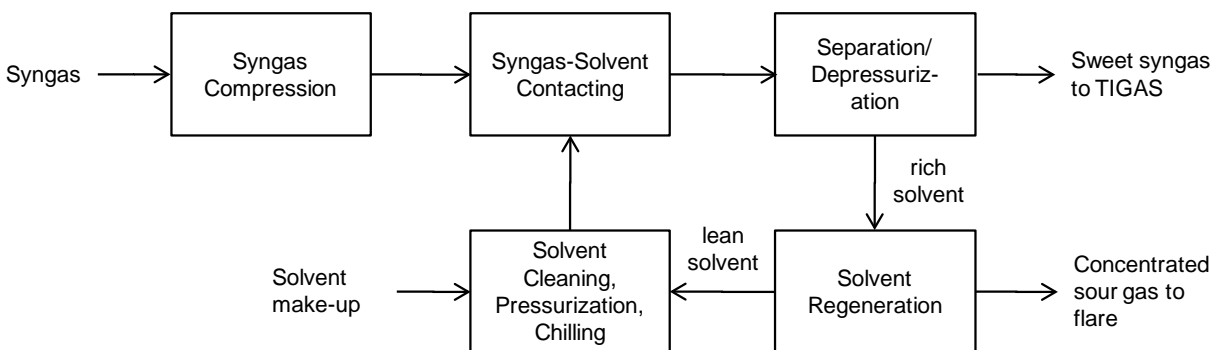 Syngas
Syngas
Compression
Syngas-Solvent
Contacting
Separation/
Depressuriz-
ation
Sweet syngas
to TIGAS
rich
solvent
Solvent
make-up
Solvent
Cleaning,
Pressurization,
Chilling
lean
solvent
Solvent
Regeneration
Concentrated
sour gas to
flare